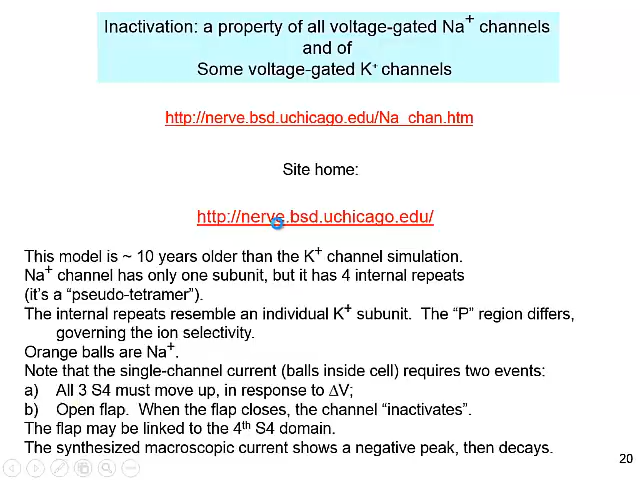 Inactivation: a property of all voltage-gated Na+ channels
and of
Some voltage-gated K+ channels
http://nerve.bsd.uchicago.edu/Na_chan.htm
Site home:
http://nerve.bsd.uchicago.edu/
This model is ~ 10 years older than the K+ channel simulation.
Na+ channel has only one subunit, but it has 4 internal repeats
(it’s a “pseudo-tetramer”).
The internal repeats resemble an individual K+ subunit. The “P” region differs,
governing the ion selectivity.
Orange balls are Na+.
Note that the single-channel current (balls inside cell) requires two events:
a) All 3 S4 must move up, in response to ΔV;
b) Open flap. When the flap closes, the channel “inactivates”.
The flap may be linked to the 4th S4 domain.
The synthesized macroscopic current shows a negative peak, then decays.
20